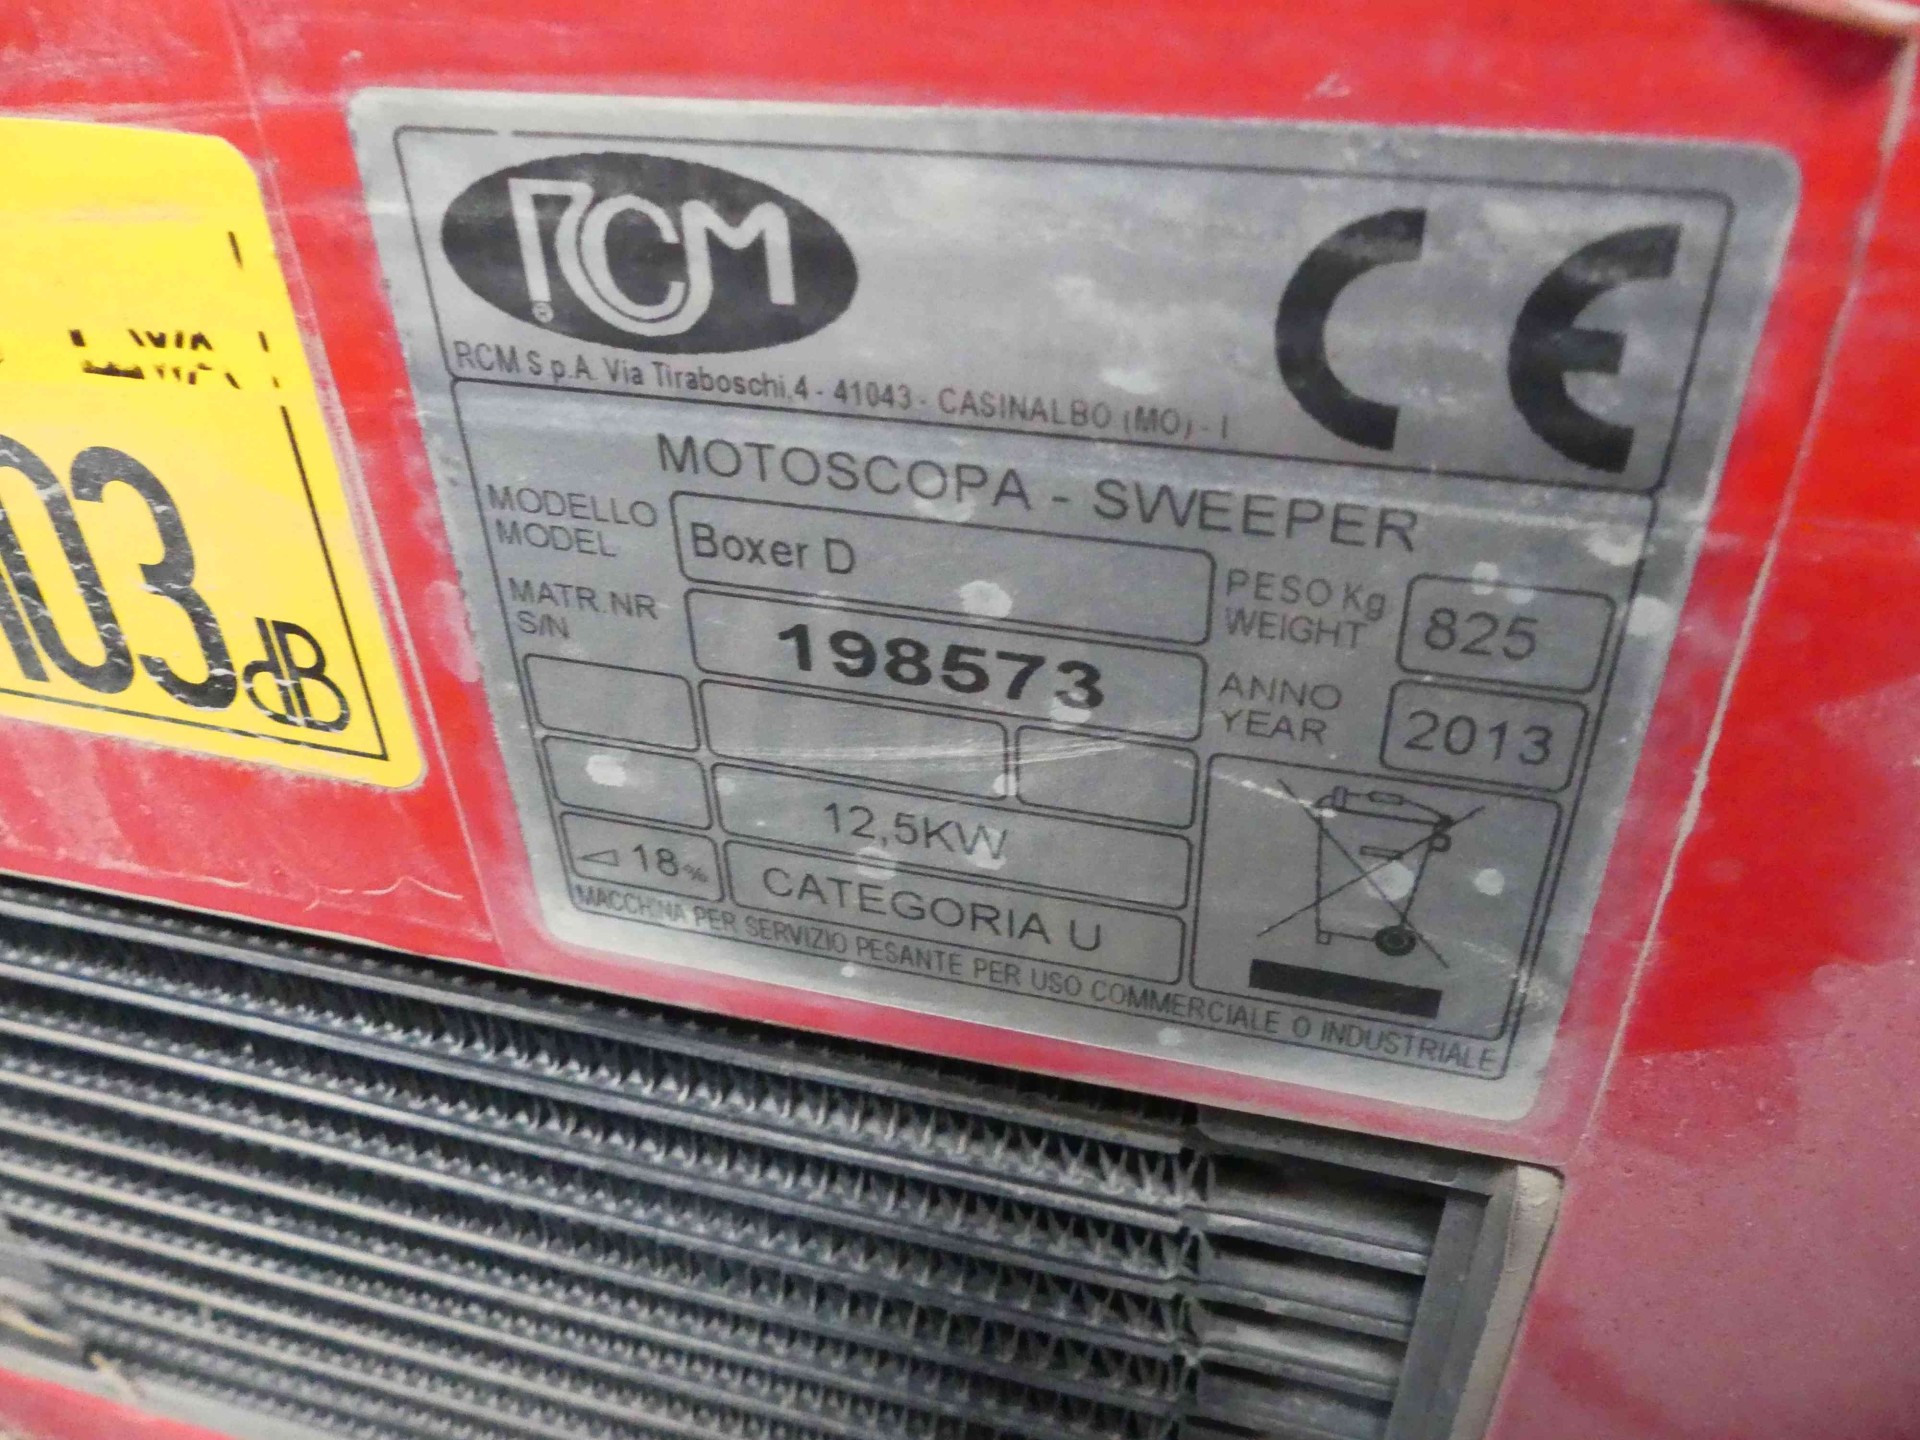 RCM
®
CE
RCM S.p.A. Via Tiraboschi,4 - 41043 - CASINALBO (MO) - I
MOTOSCOPA - SWEEPER
MODELLO
MODEL
Boxer D
PESO Kg
WEIGHT
825
MATR.NR
S/N
198573
ANNO
YEAR
2013
12,5KW
18%
CATEGORIA U
MACCHINA PER SERVIZIO PESANTE PER USO COMMERCIALE O INDUSTRIALE
LWA
103dB